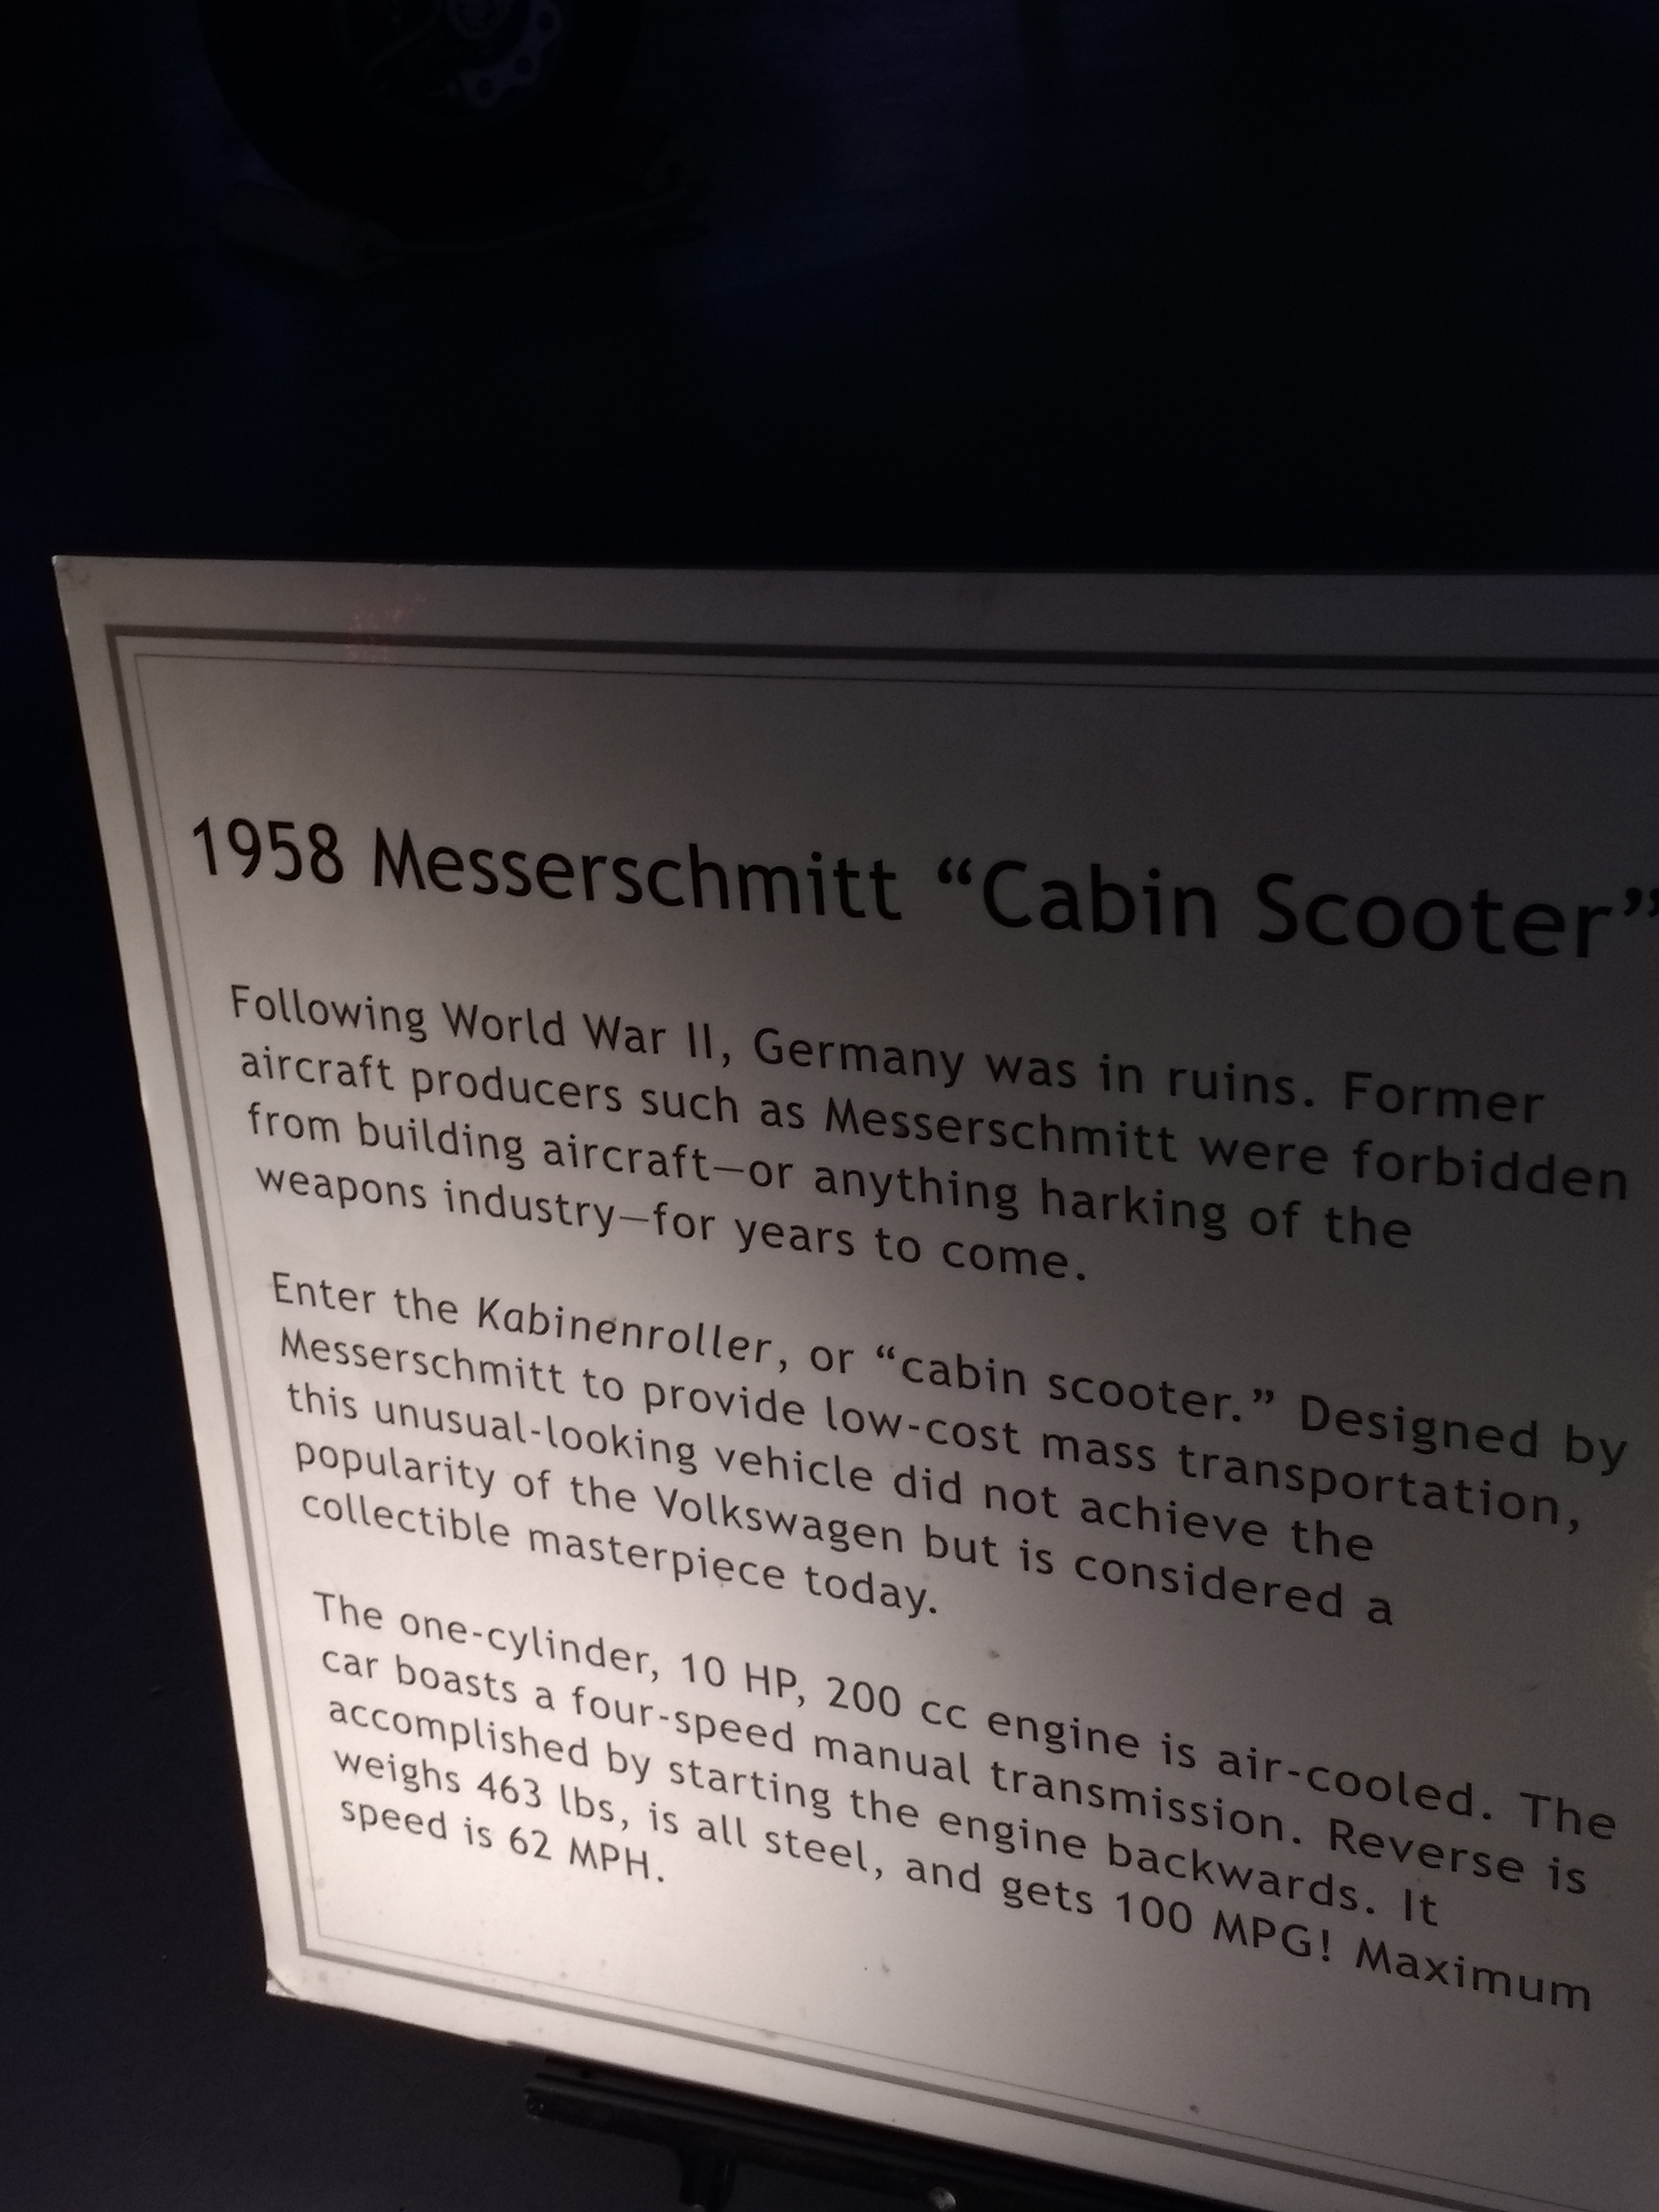 1958 Messerschmitt “Cabin Scooter”
Following World War II, Germany was in ruins. Former
aircraft producers such as Messerschmitt were forbidden
from building aircraft—or anything harking of the
weapons industry—for years to come.
Enter the Kabinenroller, or “cabin scooter.” Designed by
Messerschmitt to provide low-cost mass transportation,
this unusual-looking vehicle did not achieve the
popularity of the Volkswagen but is considered a
collectible masterpiece today.
The one-cylinder, 10 HP, 200 cc engine is air-cooled. The
car boasts a four-speed manual transmission. Reverse is
accomplished by starting the engine backwards. It
weighs 463 lbs, is all steel, and gets 100 MPG! Maximum
speed is 62 MPH.